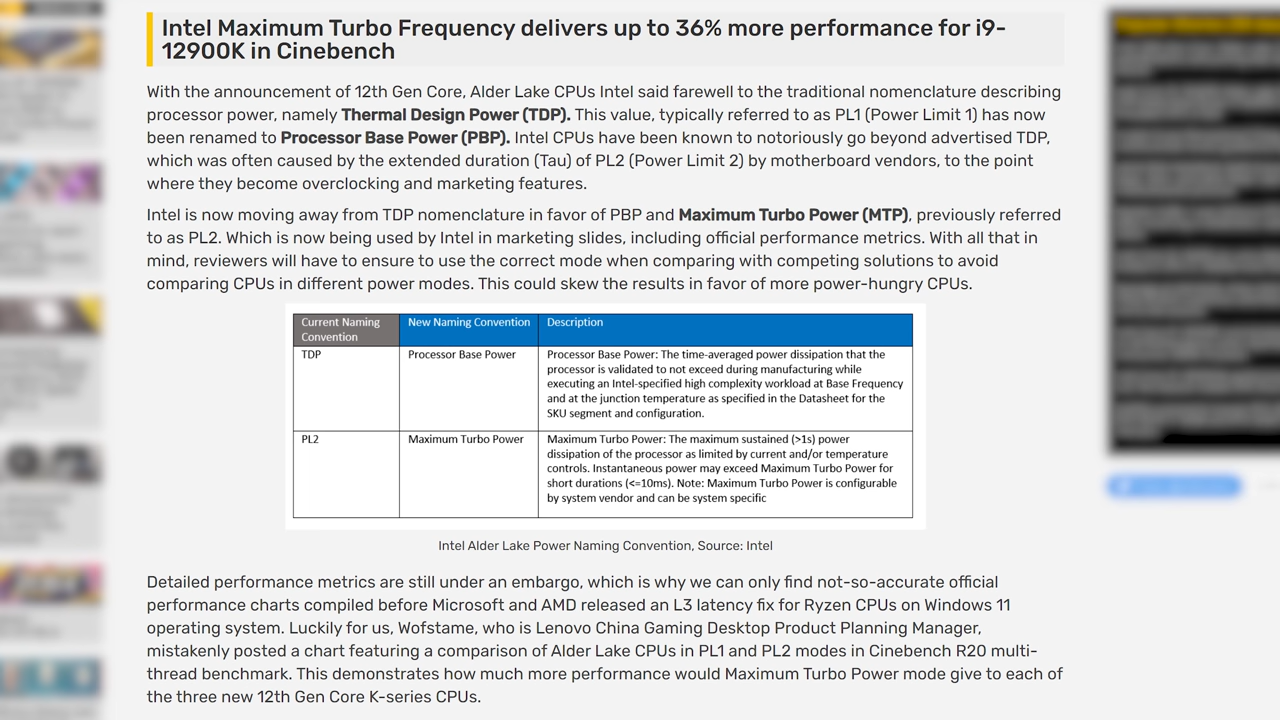 Intel Maximum Turbo Frequency delivers up to 36% more performance for i9-
12900K in Cinebench
With the announcement of 12th Gen Core, Alder Lake CPUs Intel said farewell to the traditional nomenclature describing
processor power, namely Thermal Design Power (TDP). This value, typically referred to as PL1 (Power Limit 1) has now
been renamed to Processor Base Power (PBP). Intel CPUs have been known to notoriously go beyond advertised TDP,
which was often caused by the extended duration (Tau) of PL2 (Power Limit 2) by motherboard vendors, to the point
where they become overclocking and marketing features.
Intel is now moving away from TDP nomenclature in favor of PBP and Maximum Turbo Power (MTP), previously referred
to as PL2. Which is now being used by Intel in marketing slides, including official performance metrics. With all that in
mind, reviewers will have to ensure to use the correct mode when comparing with competing solutions to avoid
comparing CPUs in different power modes. This could skew the results in favor of more power-hungry CPUs.
Current Naming
Convention
New Naming Convention
Description
TDP
Processor Base Power
Processor Base Power: The time-averaged power dissipation that the
processor is validated to not exceed during manufacturing while
executing an Intel-specified high complexity workload at Base Frequency
and at the junction temperature as specified in the Datasheet for the
SKU segment and configuration.
PL2
Maximum Turbo Power
Maximum Turbo Power: The maximum sustained (>1s) power
dissipation of the processor as limited by current and/or temperature
controls. Instantaneous power may exceed Maximum Turbo Power for
short durations (<=10ms). Note: Maximum Turbo Power is configurable
by system vendor and can be system specific
Intel Alder Lake Power Naming Convention, Source: Intel
Detailed performance metrics are still under an embargo, which is why we can only find not-so-accurate official
performance charts compiled before Microsoft and AMD released an L3 latency fix for Ryzen CPUs on Windows 11
operating system. Luckily for us, Wofstame, who is Lenovo China Gaming Desktop Product Planning Manager,
mistakenly posted a chart featuring a comparison of Alder Lake CPUs in PL1 and PL2 modes in Cinebench R20 multi-
thread benchmark. This demonstrates how much more performance would Maximum Turbo Power mode give to each of
the three new 12th Gen Core K-series CPUs.